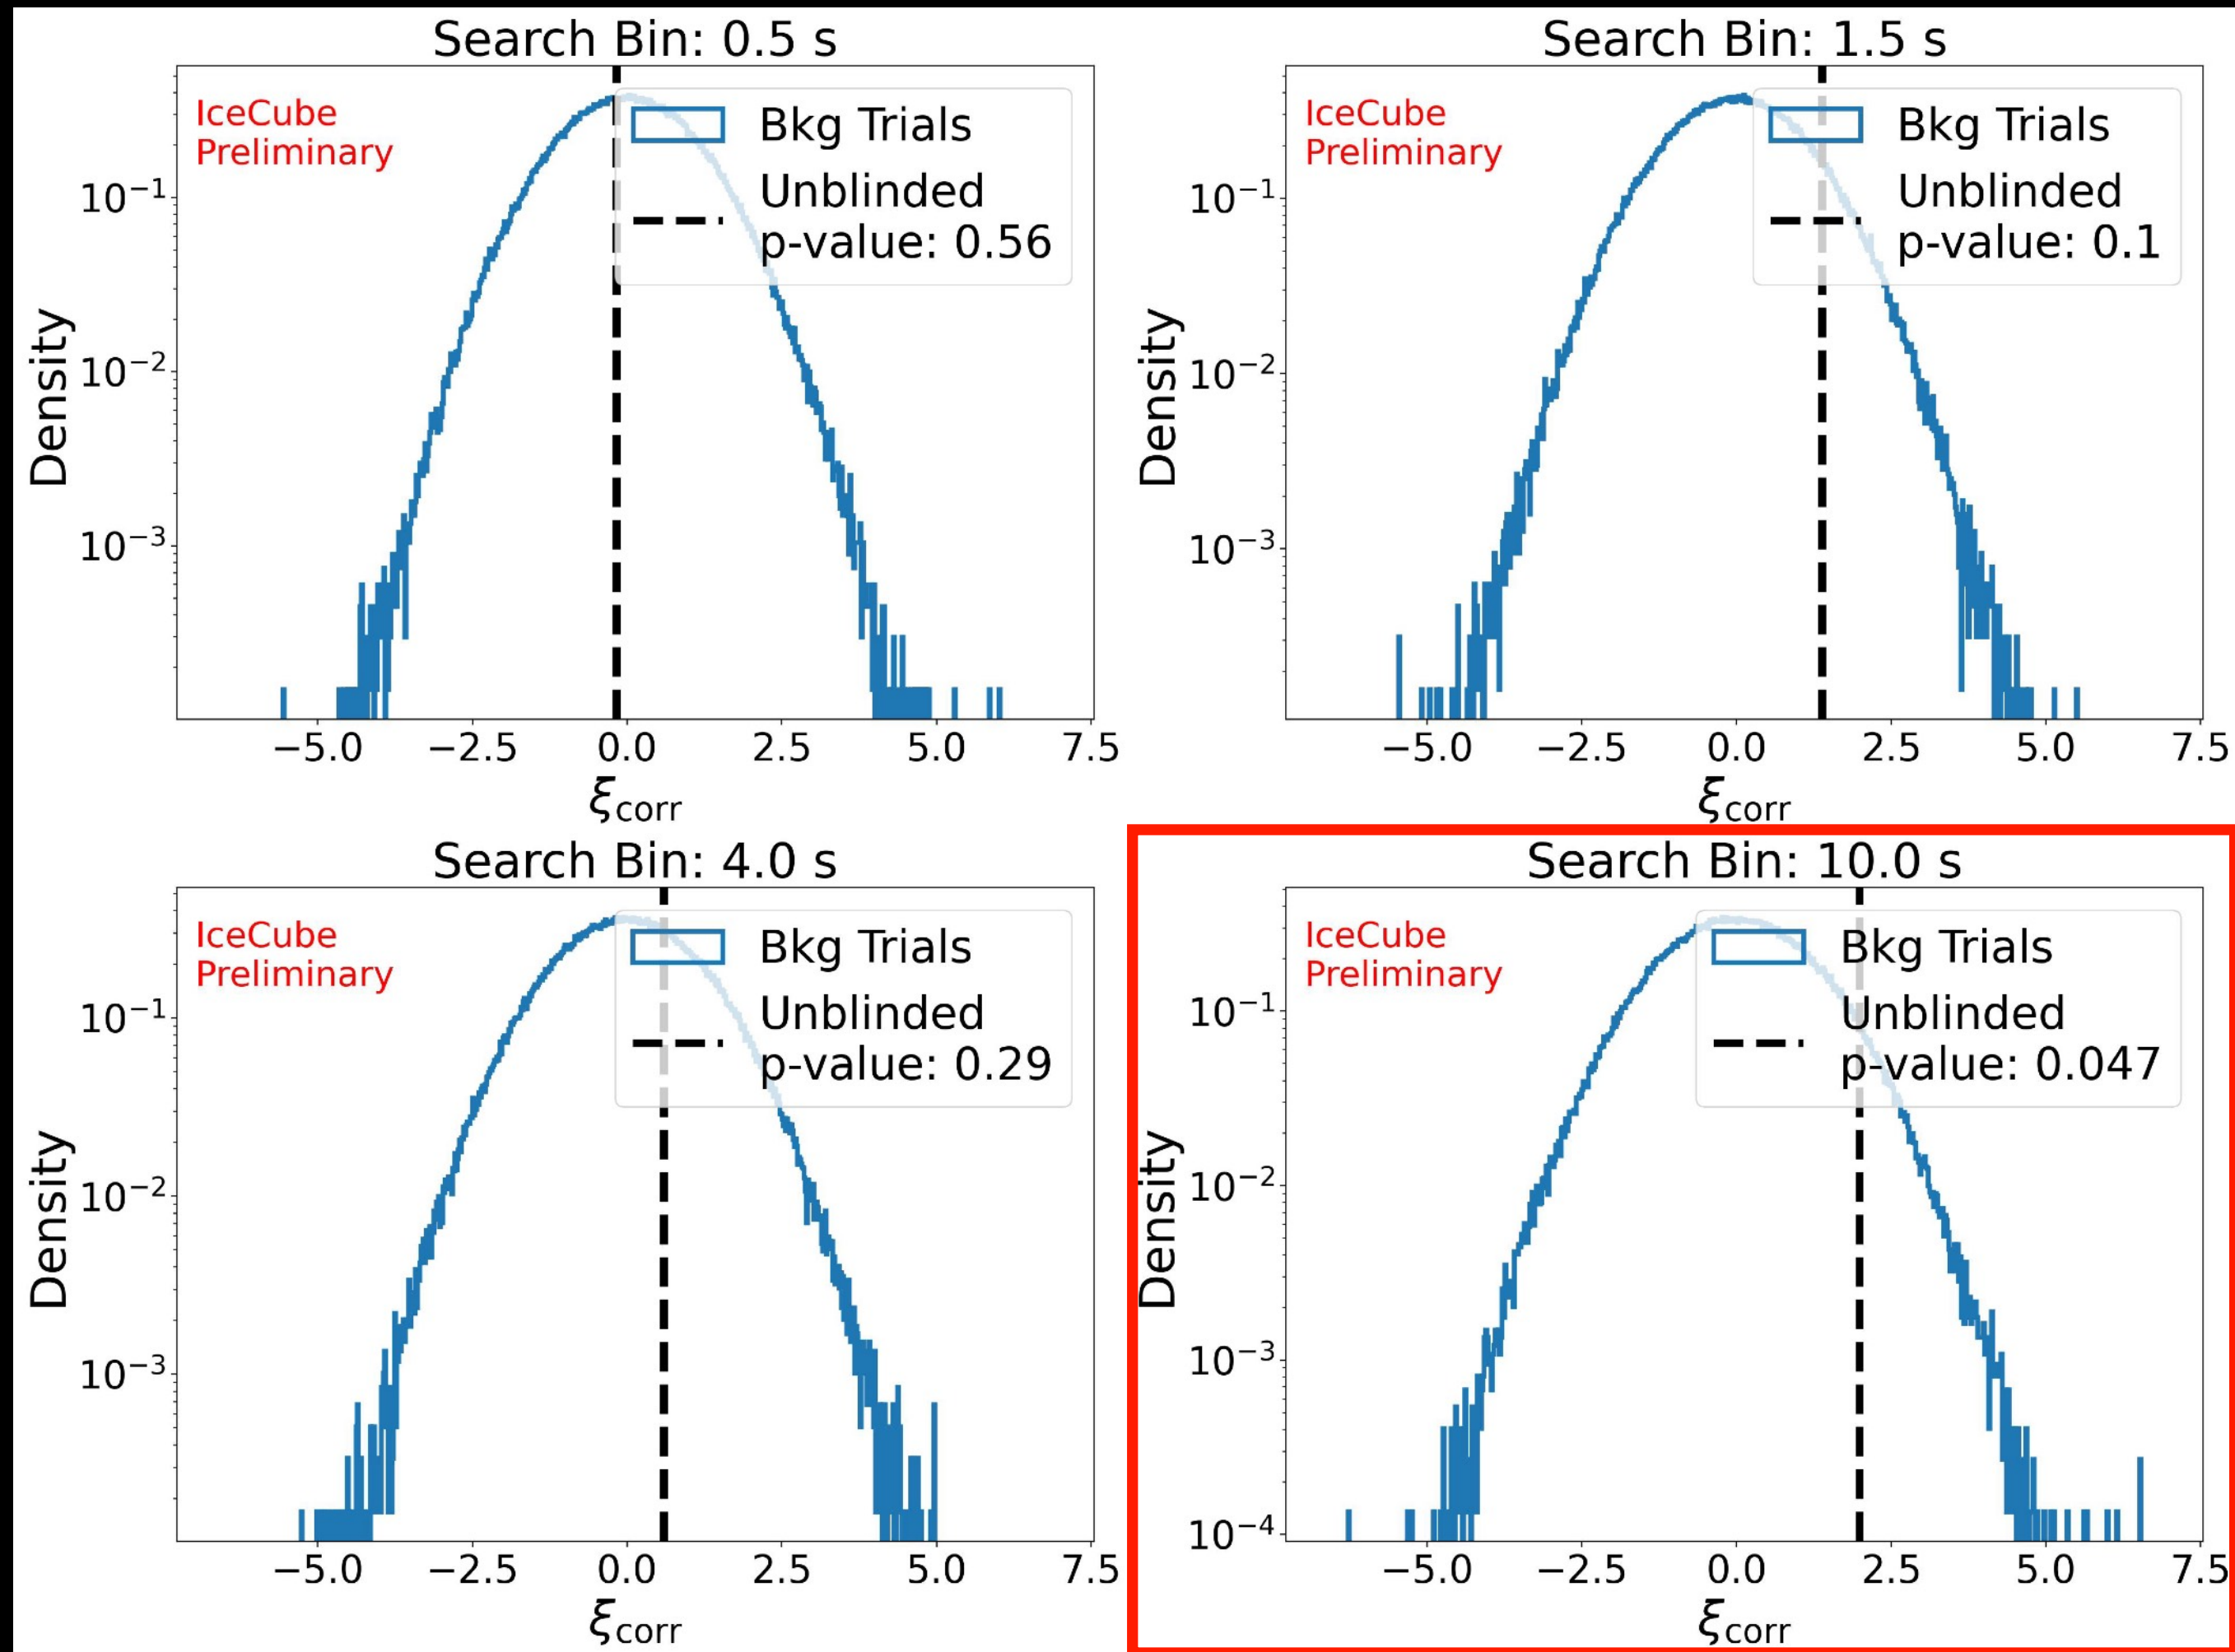 Search Bin: 0.5 s
IceCube
Preliminary
Bkg Trials
Unblinded
p-value: 0.56
Density
10⁻¹
10⁻²
10⁻³
−5.0 −2.5 0.0 2.5 5.0 7.5
ξcorr
Search Bin: 1.5 s
IceCube
Preliminary
Bkg Trials
Unblinded
p-value: 0.1
Density
10⁻¹
10⁻²
10⁻³
−5.0 −2.5 0.0 2.5 5.0 7.5
ξcorr
Search Bin: 4.0 s
IceCube
Preliminary
Bkg Trials
Unblinded
p-value: 0.29
Density
10⁻¹
10⁻²
10⁻³
−5.0 −2.5 0.0 2.5 5.0 7.5
ξcorr
Search Bin: 10.0 s
IceCube
Preliminary
Bkg Trials
Unblinded
p-value: 0.047
Density
10⁻¹
10⁻²
10⁻³
10⁻⁴
−5.0 −2.5 0.0 2.5 5.0 7.5
ξcorr